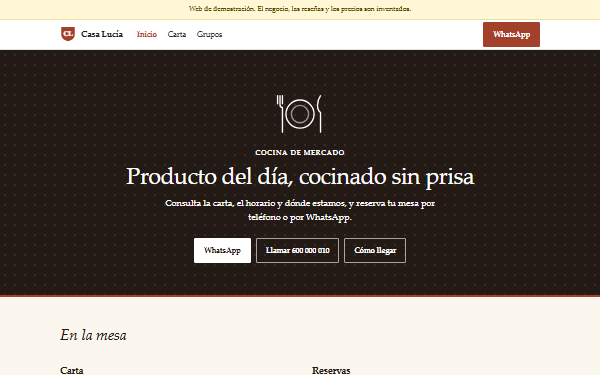 Web de demostración. El negocio, las reseñas y los precios son inventados.
CL Casa Lucía Inicio Carta Grupos WhatsApp
COCINA DE MERCADO
Producto del día, cocinado sin prisa
Consulta la carta, el horario y dónde estamos, y reserva tu mesa por
teléfono o por WhatsApp.
WhatsApp Llamar 600 000 010 Cómo llegar
En la mesa
Carta Reservas